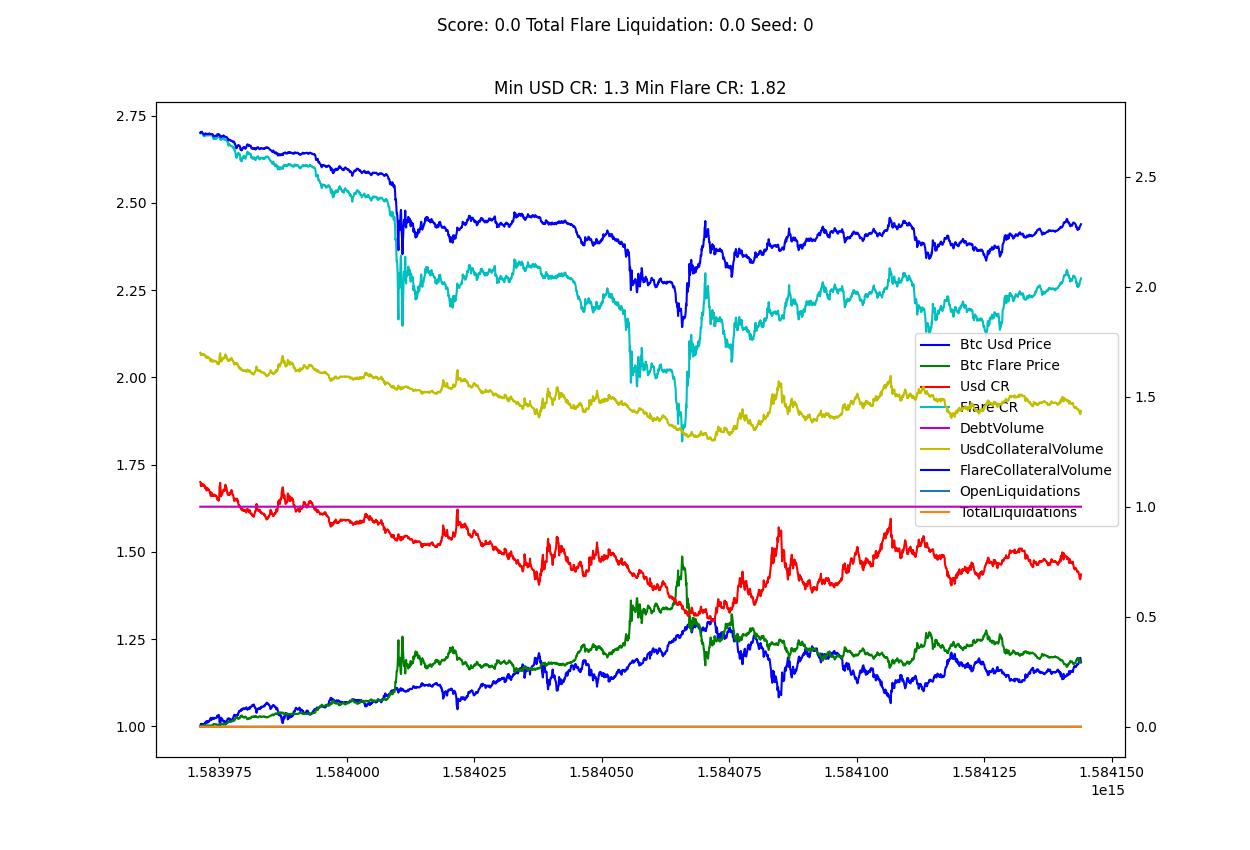 Score: 0.0 Total Flare Liquidation: 0.0 Seed: 0
Min USD CR: 1.3 Min Flare CR: 1.82
2.75
2.50
2.25
2.00
1.75
1.50
1.25
1.00
2.5
2.0
1.5
1.0
0.5
0.0
Btc Usd Price
Btc Flare Price
Usd CR
Flare CR
DebtVolume
UsdCollateralVolume
FlareCollateralVolume
OpenLiquidations
TotalLiquidations
1.583975 1.584000 1.584025 1.584050 1.584075 1.584100 1.584125 1.584150
1e15